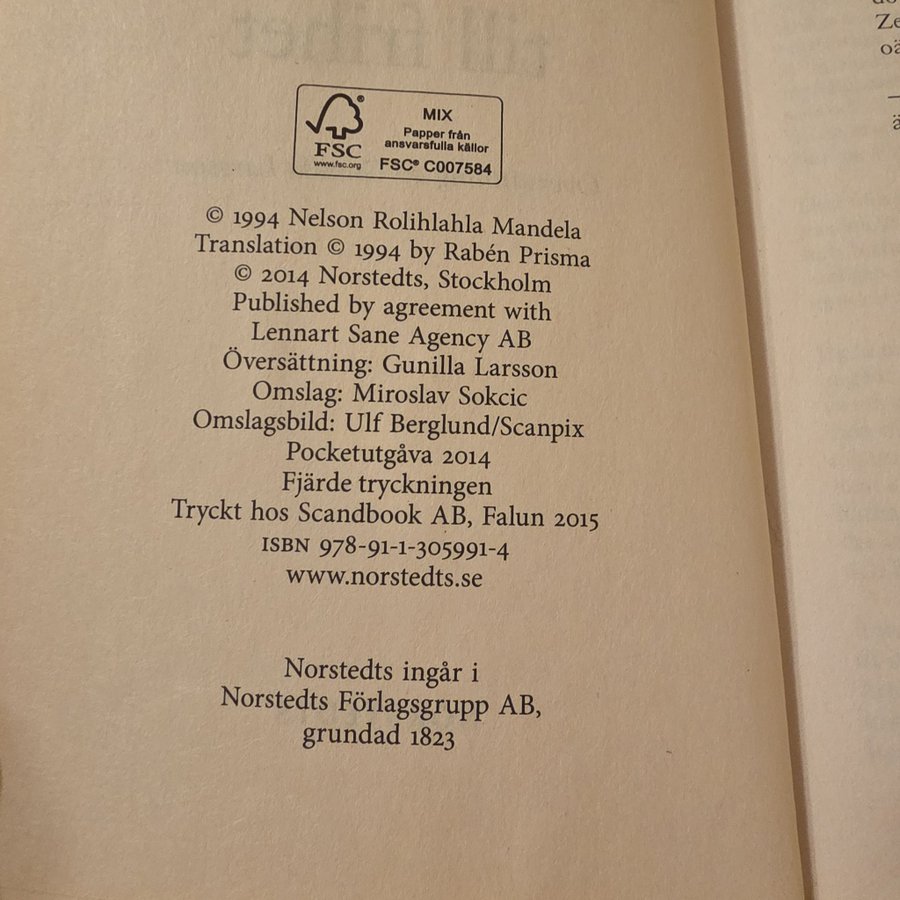 till frihet
FSC®
www.fsc.org
MIX
Papper från
ansvarsfulla källor
FSC® C007584
© 1994 Nelson Rolihlahla Mandela
Translation © 1994 by Rabén Prisma
© 2014 Norstedts, Stockholm
Published by agreement with
Lennart Sane Agency AB
Översättning: Gunilla Larsson
Omslag: Miroslav Sokcic
Omslagsbild: Ulf Berglund/Scanpix
Pocketutgåva 2014
Fjärde tryckningen
Tryckt hos Scandbook AB, Falun 2015
ISBN 978-91-1-305991-4
www.norstedts.se
Norstedts ingår i
Norstedts Förlagsgrupp AB,
grundad 1823